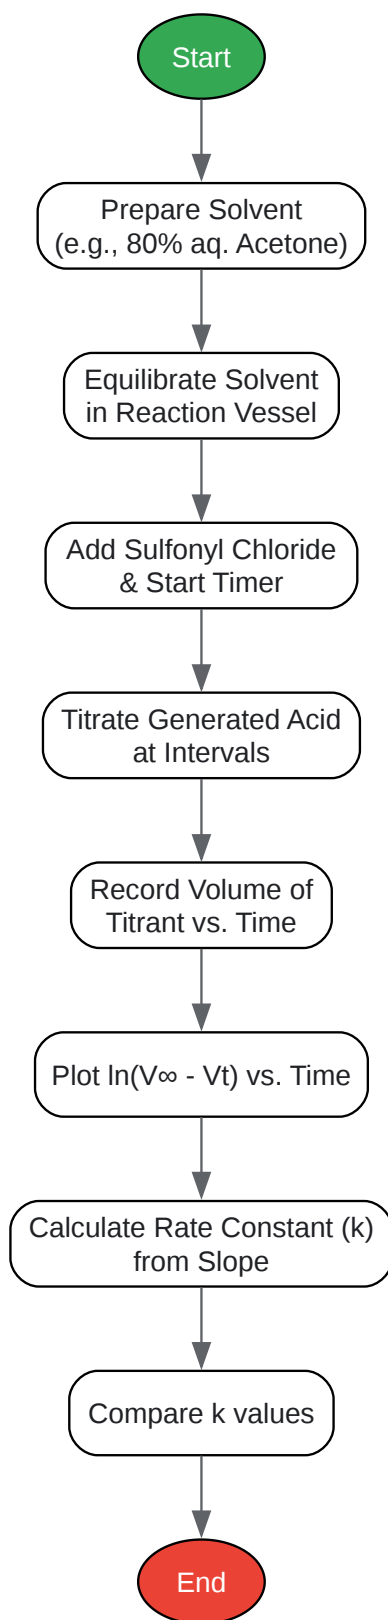 Start
Prepare Solvent
(e.g., 80% aq. Acetone)
Equilibrate Solvent
in Reaction Vessel
Add Sulfonyl Chloride
& Start Timer
Titrate Generated Acid
at Intervals
Record Volume of
Titrant vs. Time
Plot ln(V∞ - Vt) vs. Time
Calculate Rate Constant (k)
from Slope
Compare k values
End